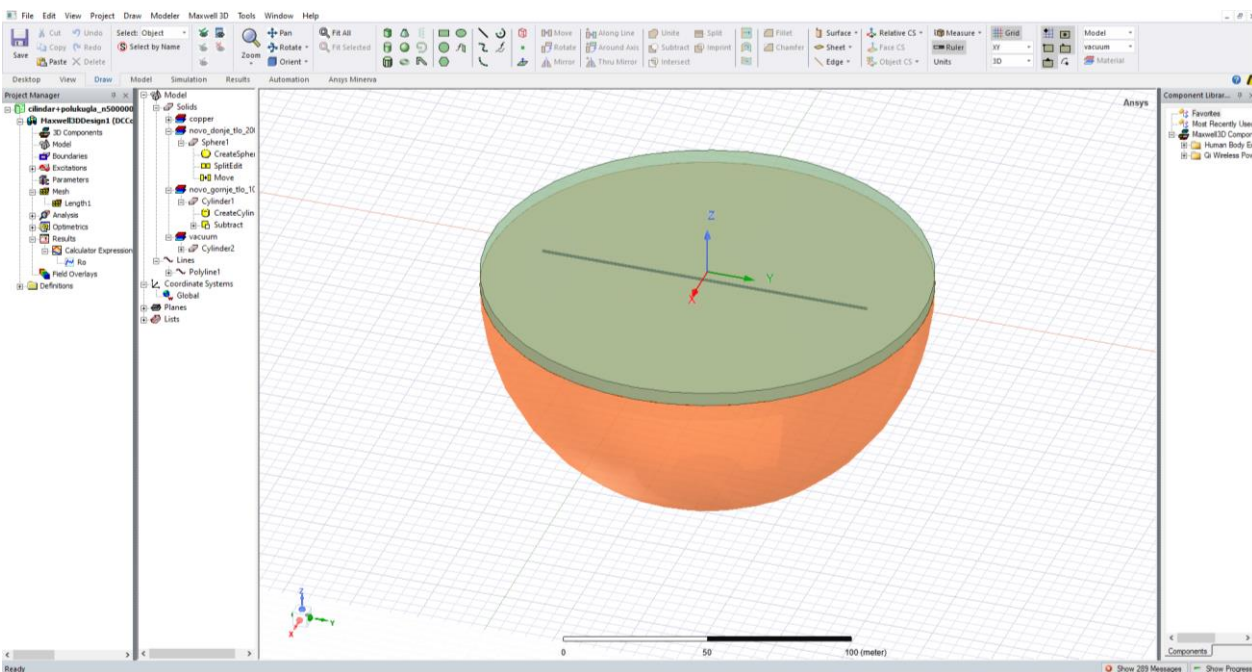 File Edit View Project Draw Modeler Maxwell 3D Tools Window Help
Save
Cut
Copy
Paste
Undo
Redo
Delete
Select: Object
Select by Name
Zoom
Pan
Rotate
Orient
Fit All
Fit Selected
Move
Rotate
Mirror
Along Line
Around Axis
Thru Mirror
Unite
Subtract
Intersect
Split
Imprint
Fillet
Chamfer
Surface
Sheet
Edge
Relative CS
Face CS
Object CS
Measure
Ruler
Units
Grid
XY
3D
Model
vacuum
Material
Desktop View Draw Model Simulation Results Automation Ansys Minerva
Project Manager
cilindar+polukugla_n500000
Maxwell3DDesign1 (DCCo
3D Components
Model
Boundaries
Excitations
Parameters
Mesh
Length1
Analysis
Optimetrics
Results
Calculator Expression
Ro
Field Overlays
Definitions
Model
Solids
copper
novo_donje_tlo_20(
Sphere1
CreateSpher
SplitEdit
Move
novo_gornje_tlo_1(
Cylinder1
CreateCylin
Subtract
vacuum
Cylinder2
Lines
Polyline1
Coordinate Systems
Global
Planes
Lists
Ansys
Z
Y
X
Z
Y
X
0 50 100 (meter)
Component Librar...
Favorites
Most Recently Used
Maxwell3D Compor
Human Body E
Qi Wireless Po
Components
Ready
Show 289 Messages
Show Progress